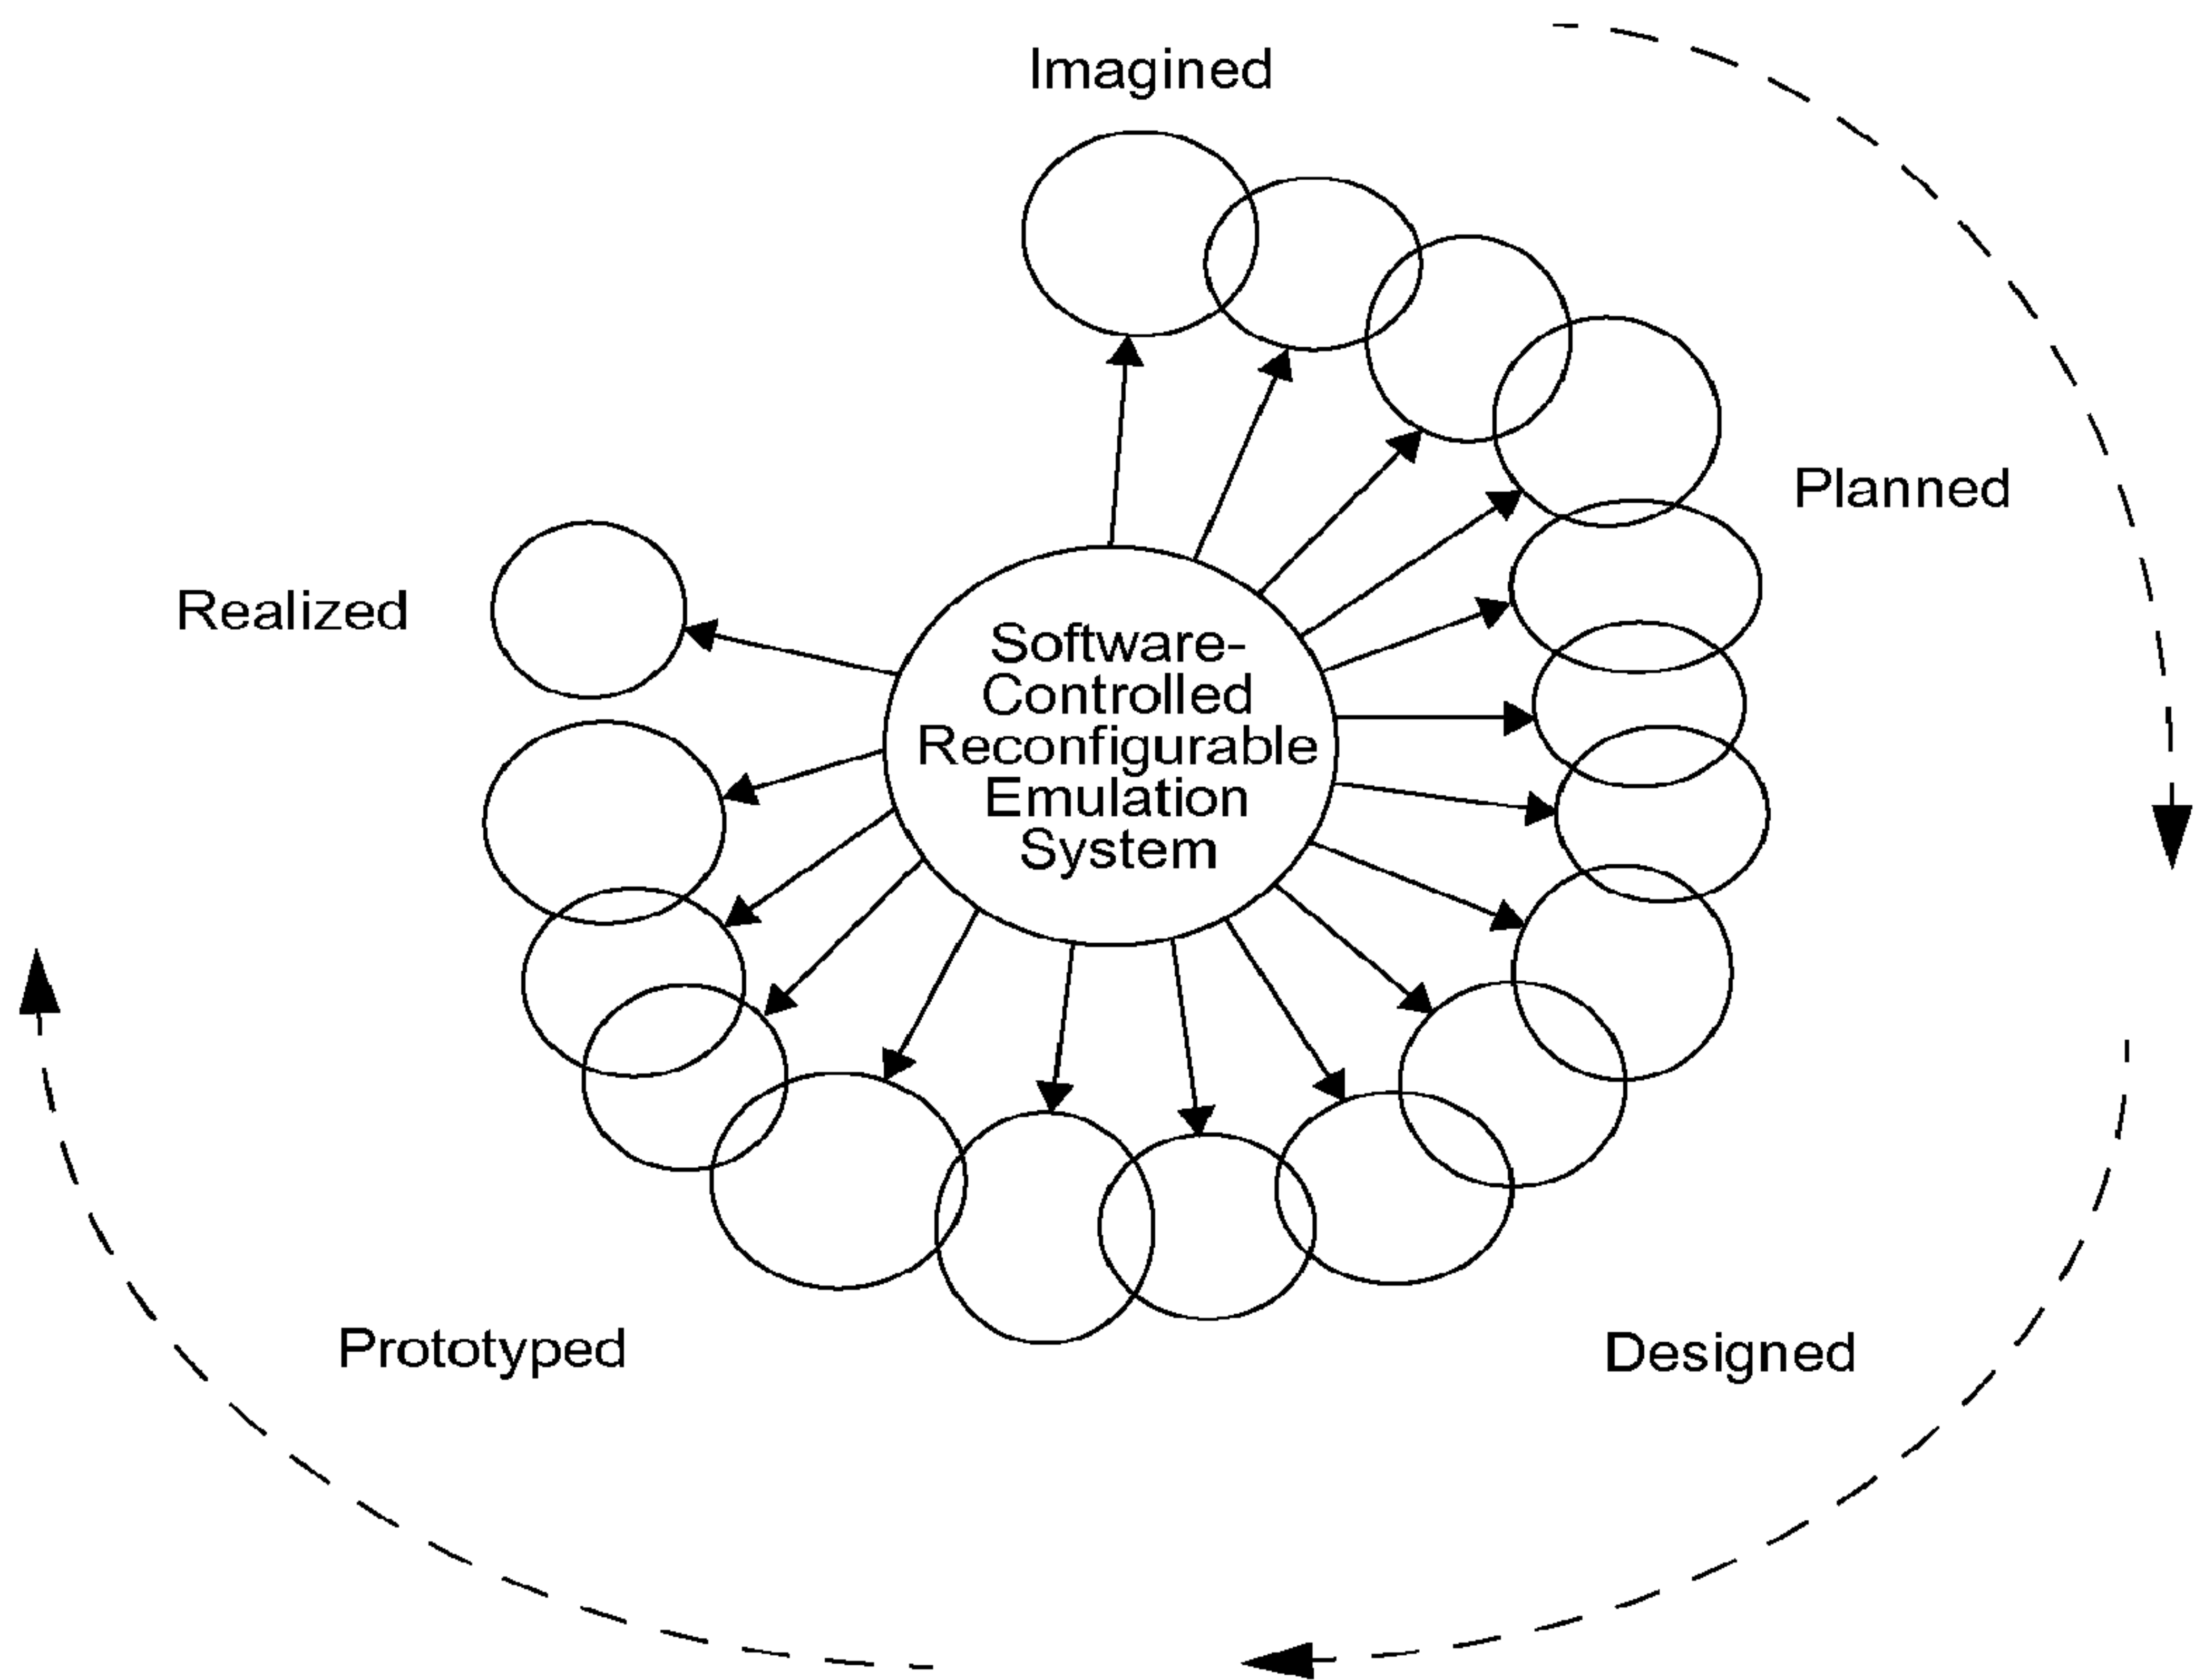 Imagined
Planned
Realized
Software-
Controlled
Reconfigurable
Emulation
System
Prototyped
Designed